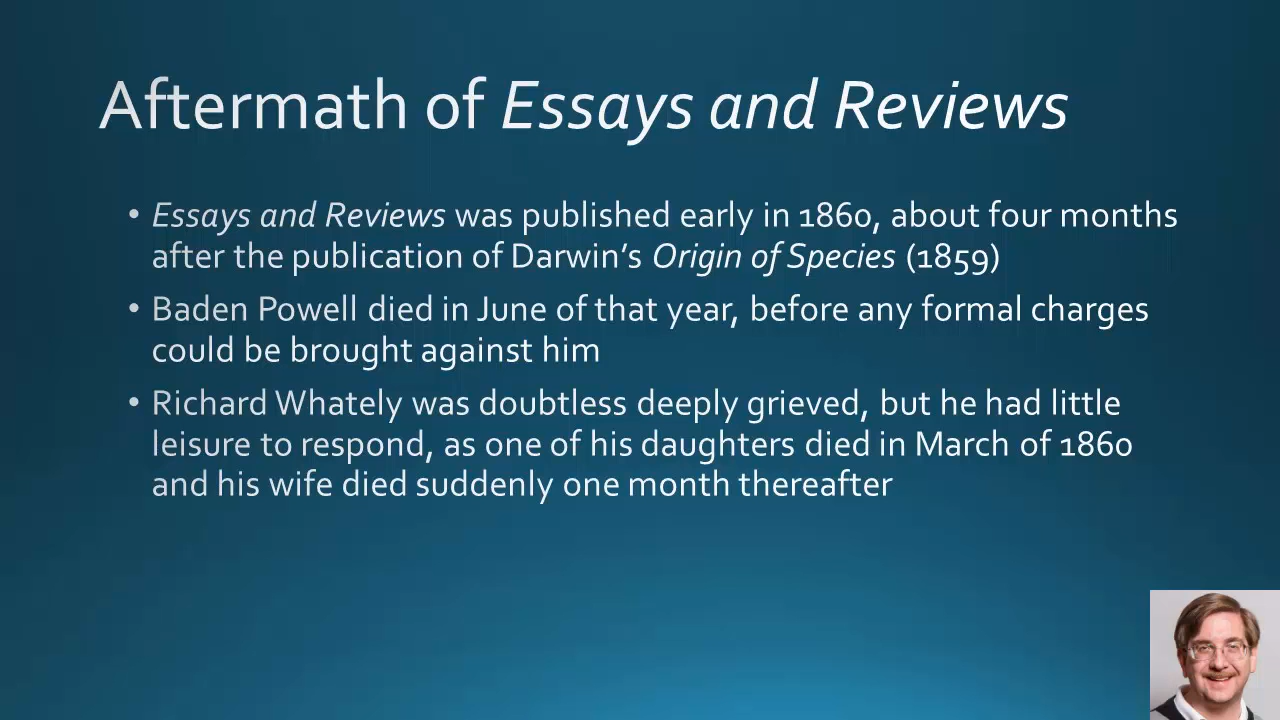 Aftermath of Essays and Reviews
• Essays and Reviews was published early in 1860, about four months
after the publication of Darwin’s Origin of Species (1859)
• Baden Powell died in June of that year, before any formal charges
could be brought against him
• Richard Whately was doubtless deeply grieved, but he had little
leisure to respond, as one of his daughters died in March of 1860
and his wife died suddenly one month thereafter